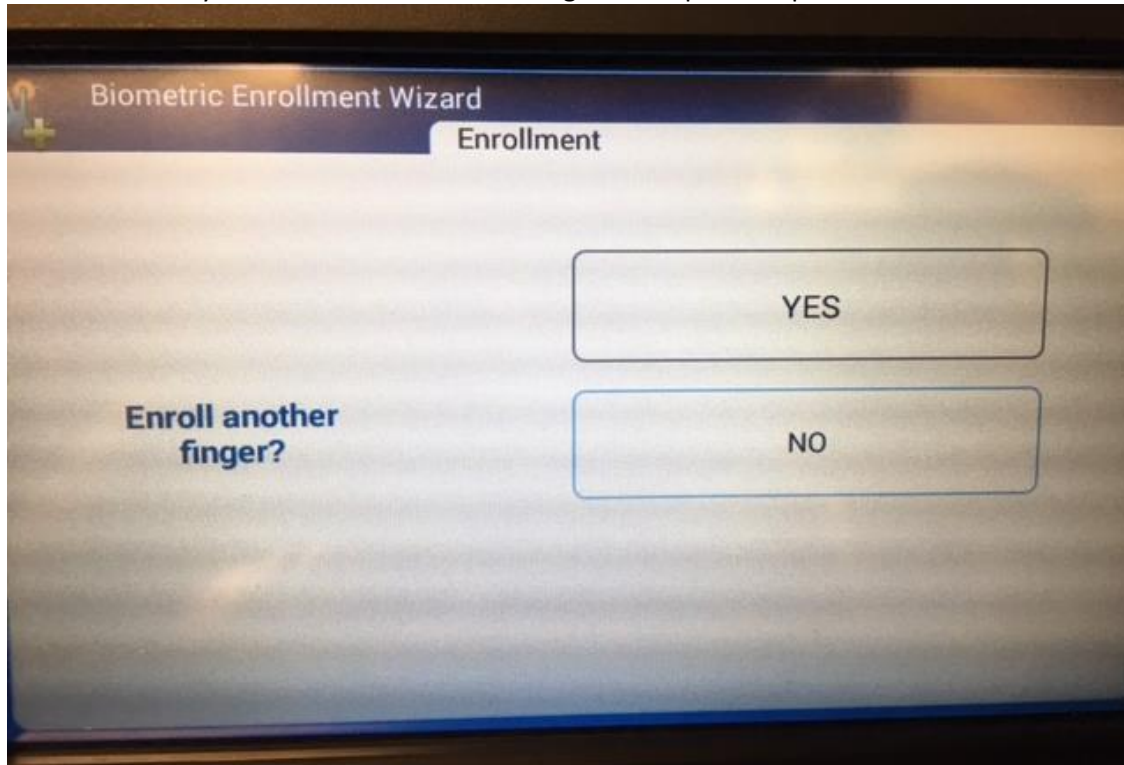 Biometric Enrollment Wizard
Enrollment
YES
Enroll another
finger?
NO